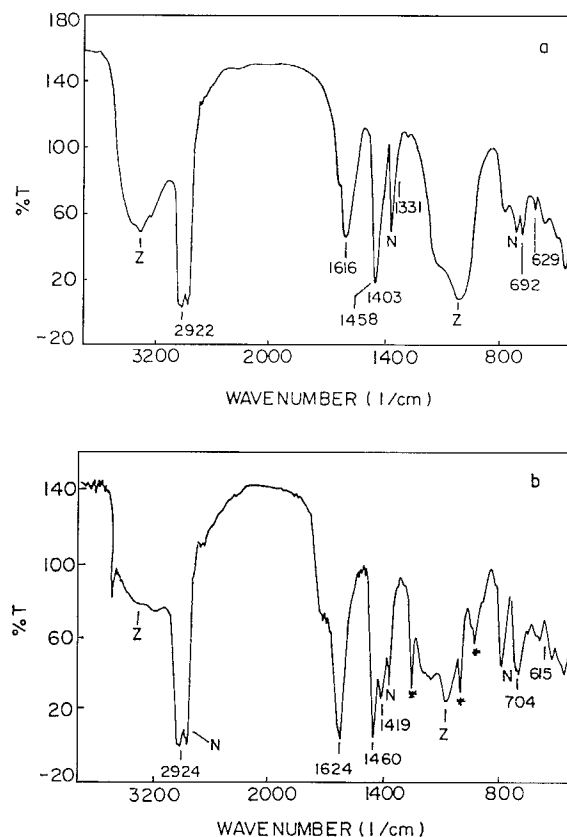 a
180
140
100
60
20
-20
%T
Z
2922
1616
1458
1403
N
1331
Z
N
692
629
3200
2000
1400
800
WAVENUMBER (1/cm)
b
140
100
60
20
-20
%T
Z
2924
N
1624
1460
1419
N
*
Z
*
*
N
704
615
3200
2000
1400
800
WAVENUMBER (1/cm)